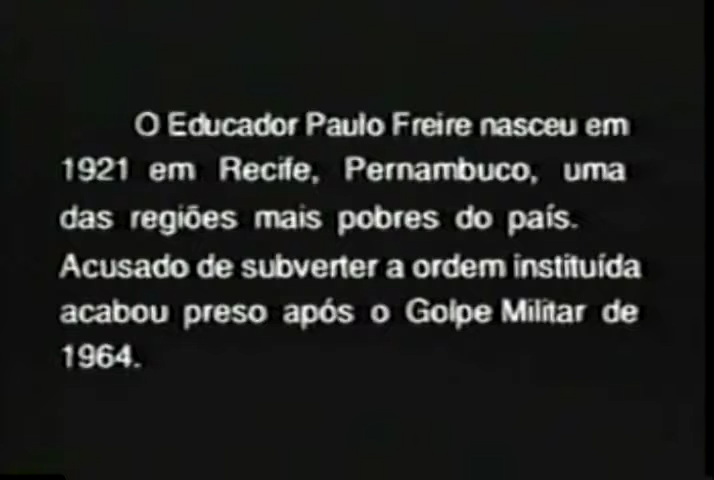 O Educador Paulo Freire nasceu em
1921 em Recife, Pernambuco, uma
das regiões mais pobres do país.
Acusado de subverter a ordem instituída
acabou preso após o Golpe Militar de
1964.